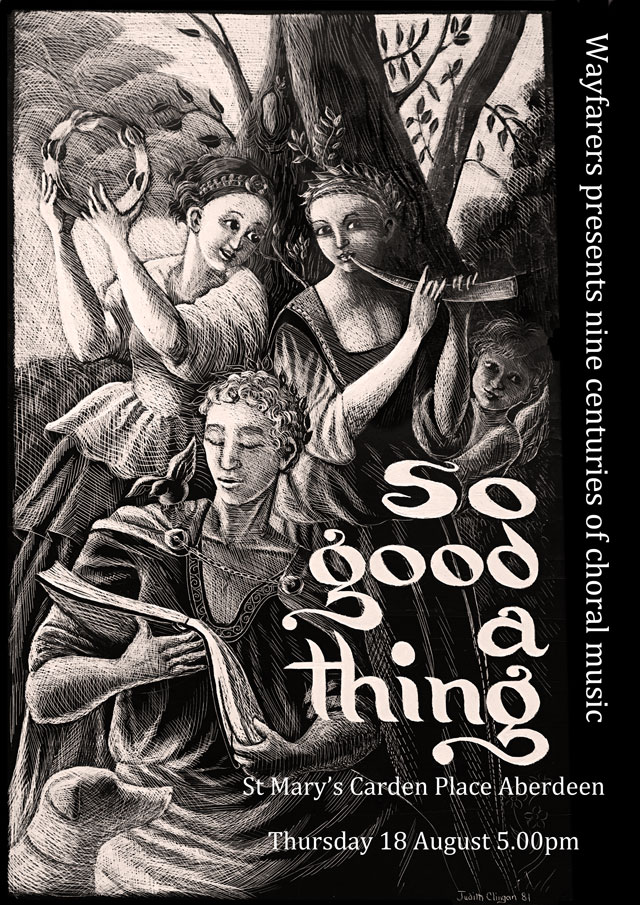 Wayfarers presents nine centuries of choral music
So
good
a
thing
St Mary's Carden Place Aberdeen
Thursday 18 August 5.00pm
Judith Clingan 81